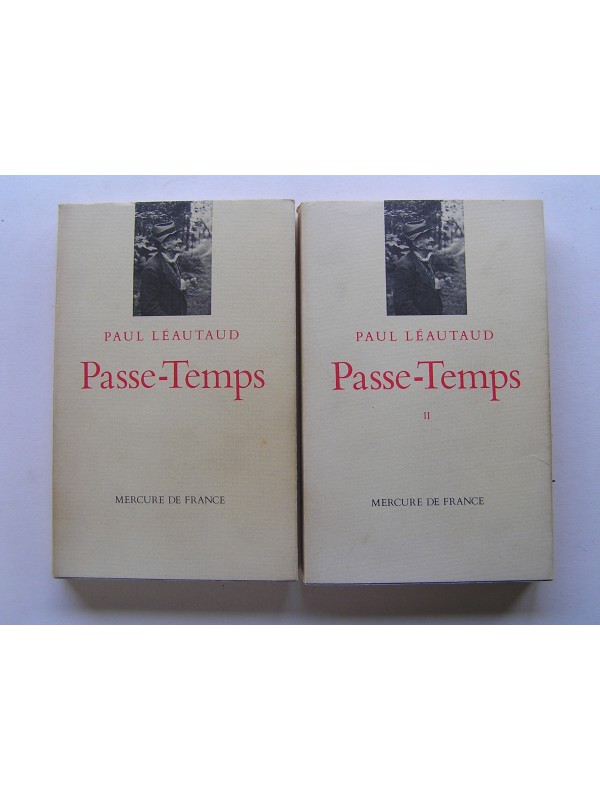 PAUL LÉAUTAUD
Passe-Temps
MERCURE DE FRANCE
PAUL LÉAUTAUD
Passe-Temps
II
MERCURE DE FRANCE